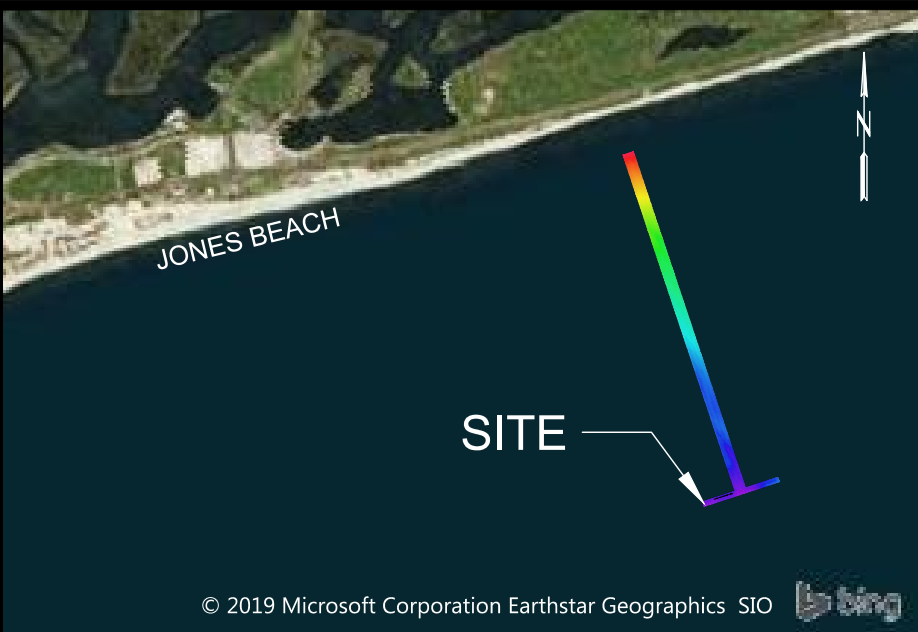 N
JONES BEACH
SITE
© 2019 Microsoft Corporation Earthstar Geographics SIO
bing